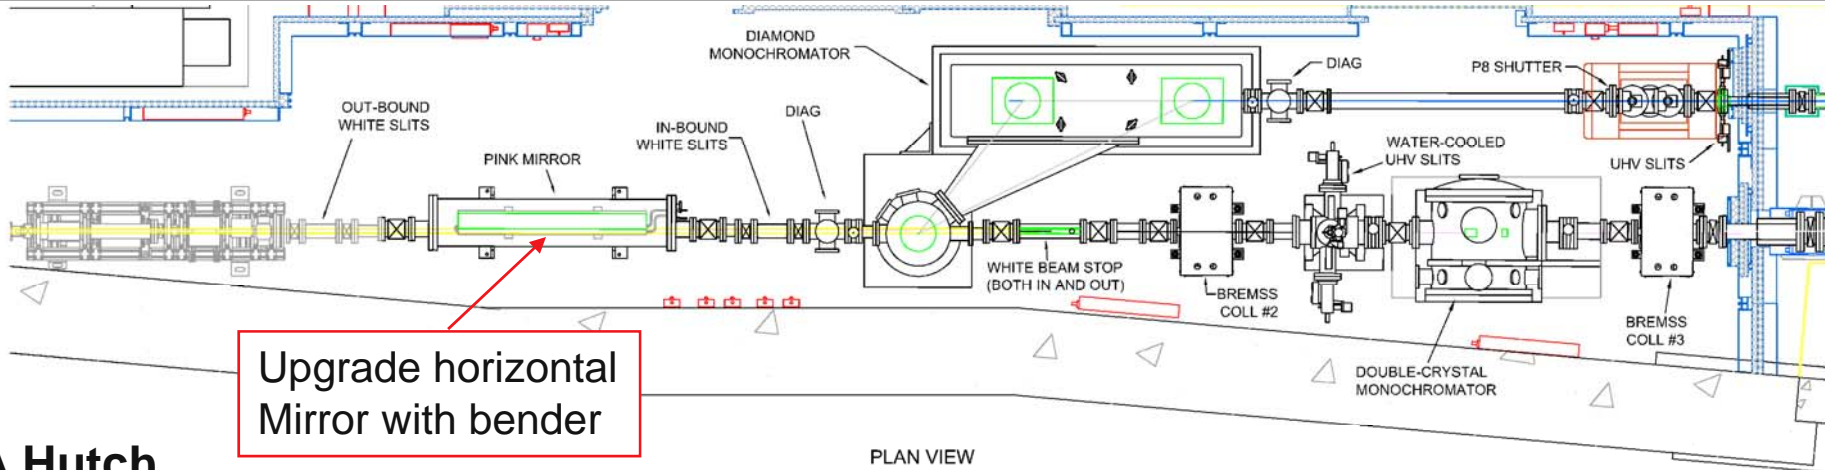 DIAMOND
MONOCHROMATOR
DIAG
P8 SHUTTER
OUT-BOUND
WHITE SLITS
DIAG
IN-BOUND
WHITE SLITS
WATER-COOLED
UHV SLITS
UHV SLITS
PINK MIRROR
WHITE BEAM STOP
(BOTH IN AND OUT)
BREMSS
COLL #2
BREMSS
COLL #3
DOUBLE-CRYSTAL
MONOCHROMATOR
Upgrade horizontal
Mirror with bender
PLAN VIEW
A Hutch